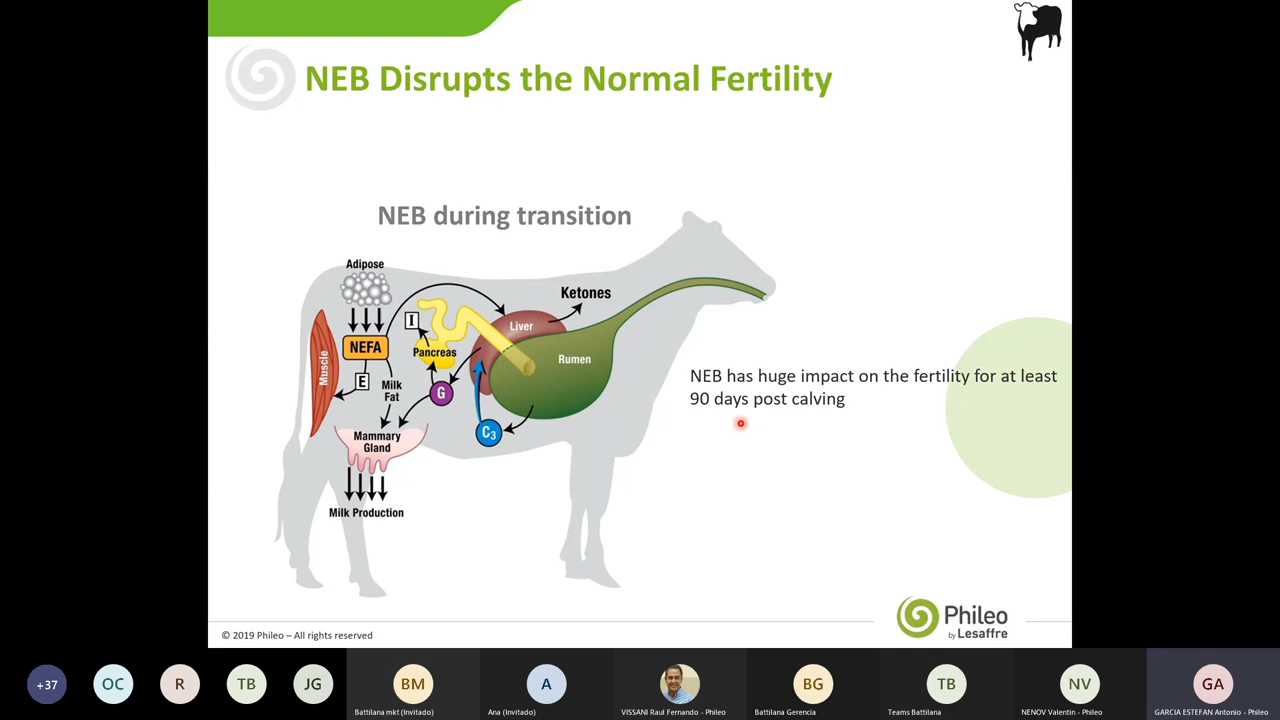 NEB Disrupts the Normal Fertility
NEB during transition
Adipose
Ketones
I
Liver
NEFA
Pancreas
Rumen
Muscle
E
Milk
Fat
G
NEB has huge impact on the fertility for at least
90 days post calving
C3
Mammary
Gland
Milk Production
© 2019 Phileo – All rights reserved
Phileo
by Lesaffre
+37
OC
R
TB
JG
BM
A
BG
TB
NV
GA
Battilana mkt (Invitado)
Ana (Invitado)
VISSANI Raul Fernando - Phileo
Battilana Gerencia
Teams Battilana
NENOV Valentin - Phileo
GARCIA ESTEFAN Antonio - Phileo